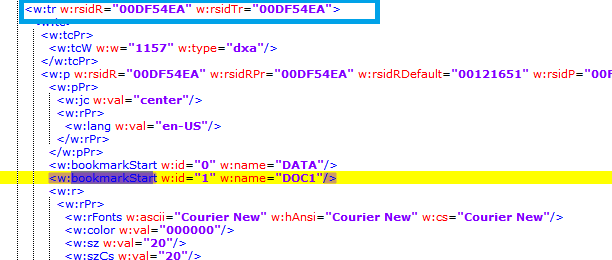 <w:tr w:rsidR="00DF54EA" w:rsidTr="00DF54EA">
<w:tcPr>
<w:tcW w:w="1157" w:type="dxa"/>
</w:tcPr>
<w:p w:rsidR="00DF54EA" w:rsidRPr="00DF54EA" w:rsidRDefault="00121651" w:rsidP="00F
<w:pPr>
<w:jc w:val="center"/>
<w:rPr>
<w:lang w:val="en-US"/>
</w:rPr>
</w:pPr>
<w:bookmarkStart w:id="0" w:name="DATA"/>
<w:bookmarkStart w:id="1" w:name="DOC1"/>
<w:r>
<w:rPr>
<w:rFonts w:ascii="Courier New" w:hAnsi="Courier New" w:cs="Courier New"/>
<w:color w:val="000000"/>
<w:sz w:val="20"/>
<w:szCs w:val="20"/>